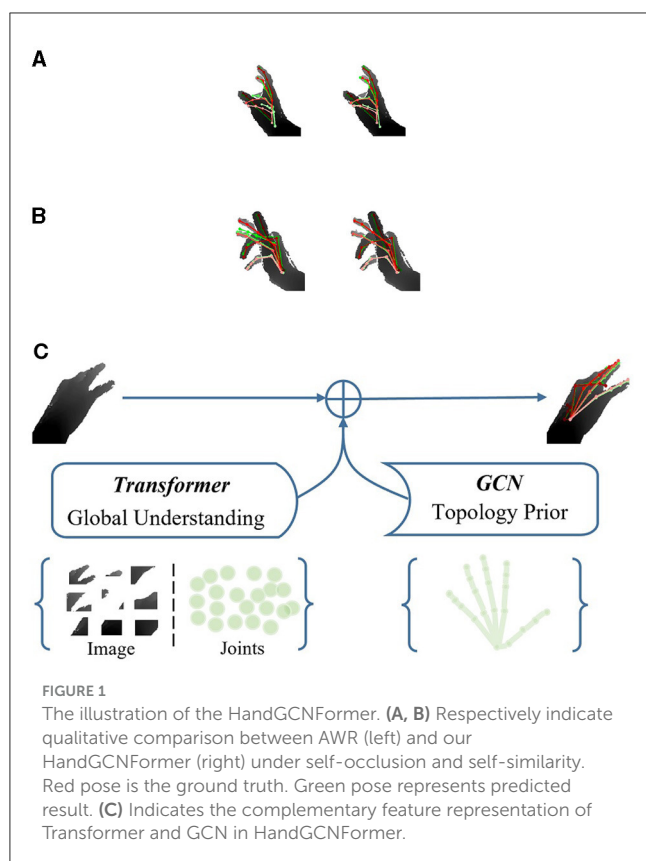 A
B
C
Transformer
Global Understanding
GCN
Topology Prior
Image
Joints
FIGURE 1
The illustration of the HandGCNFormer. (A, B) Respectively indicate
qualitative comparison between AWR (left) and our
HandGCNFormer (right) under self-occlusion and self-similarity.
Red pose is the ground truth. Green pose represents predicted
result. (C) Indicates the complementary feature representation of
Transformer and GCN in HandGCNFormer.